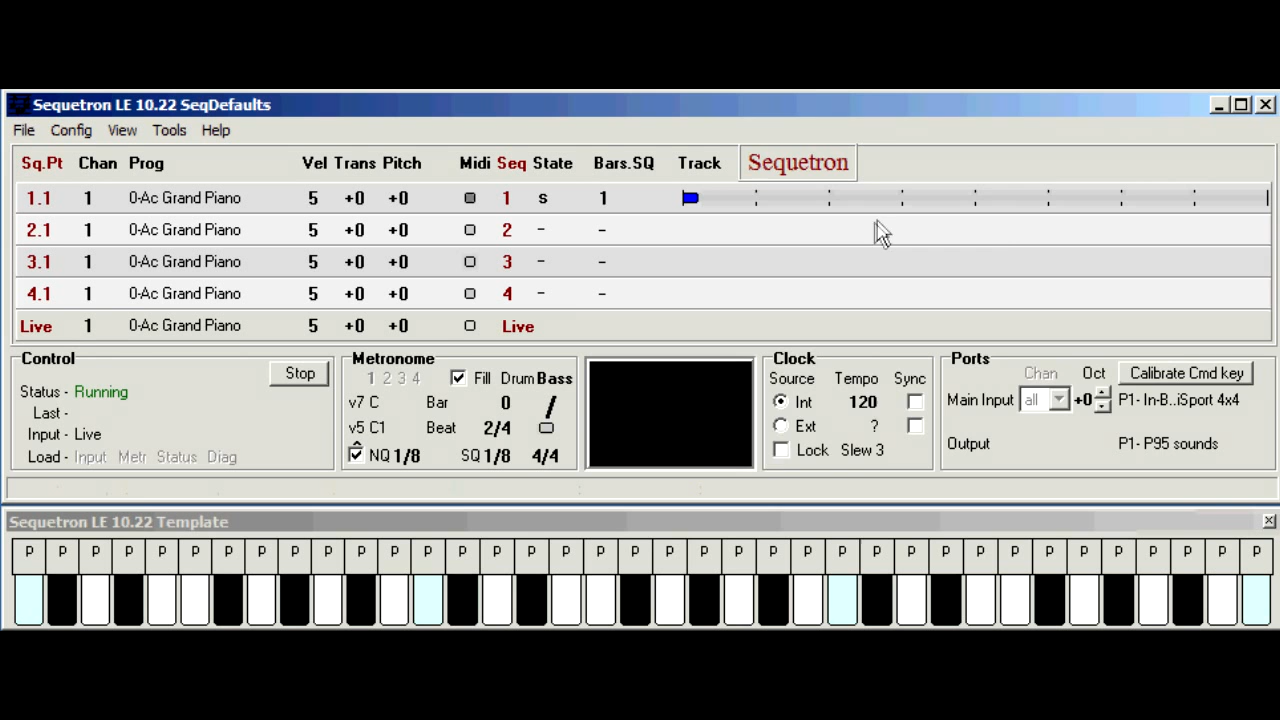 Sequetron LE 10.22 SeqDefaults
File Config View Tools Help
Sq.Pt Chan Prog Vel Trans Pitch Midi Seq State Bars.SQ Track Sequetron
1.1 1 0-Ac Grand Piano 5 +0 +0 1 s 1
2.1 1 0-Ac Grand Piano 5 +0 +0 2 - -
3.1 1 0-Ac Grand Piano 5 +0 +0 3 - -
4.1 1 0-Ac Grand Piano 5 +0 +0 4 - -
Live 1 0-Ac Grand Piano 5 +0 +0 Live
Control
Stop
Status - Running
Last -
Input - Live
Load - Input Metr Status Diag
Metronome
1 2 3 4 Fill Drum Bass
v7 C Bar 0 /
v5 C1 Beat 2/4
NQ 1/8 SQ 1/8 4/4
Clock
Source Tempo Sync
Int 120
Ext ?
Lock Slew 3
Ports
Chan Oct Calibrate Cmd key
Main Input all +0 P1- In-B..iSport 4x4
Output P1- P95 sounds
Sequetron LE 10.22 Template
P P P P P P P P P P P P P P P P P P P P P P P P P P P P P P P P P P P P P